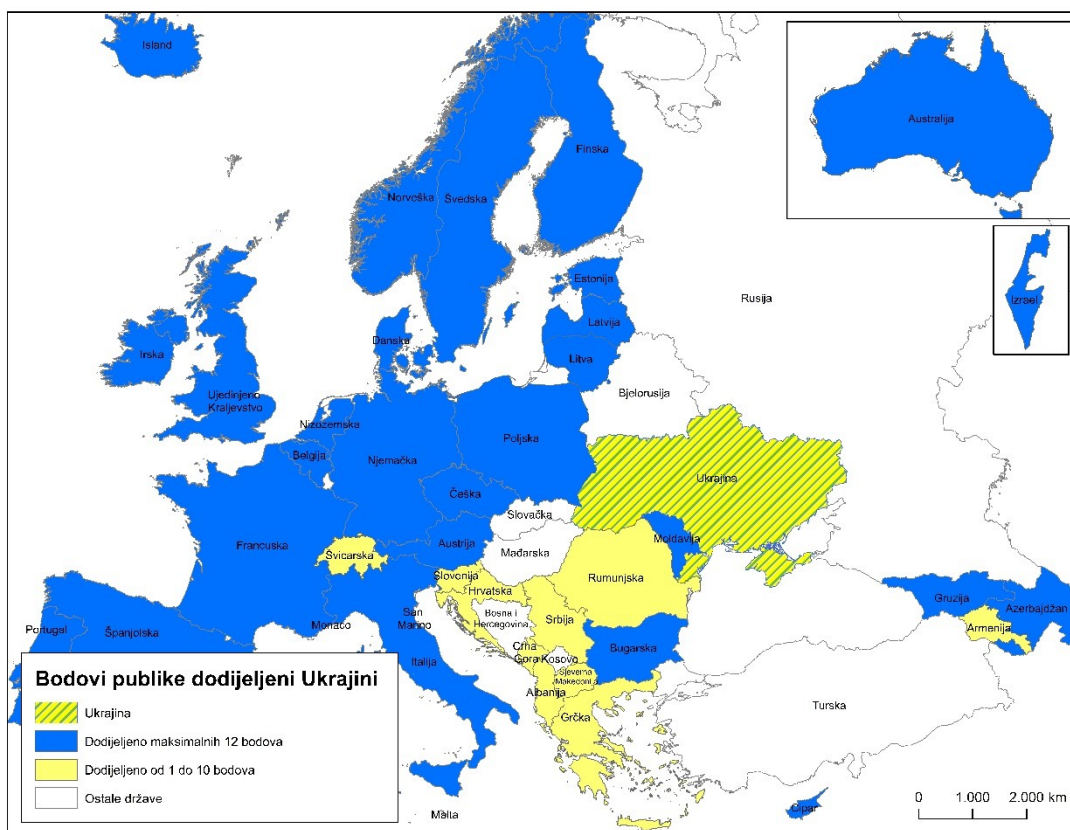 Island
Finska
Norveška
Švedska
Australija
Izrael
Estonija
Rusija
Latvija
Danska
Litva
Irska
Bjelorusija
Ujedinjeno
Kraljevstvo
Nizozemska
Poljska
Belgija
Njemačka
Ukrajina
Češka
Slovačka
Moldavija
Francuska
Austrija
Mađarska
Švicarska
Slovenija
Rumunjska
Hrvatska
Gruzija
Azerbajdžan
Bosna i
Hercegovina
Srbija
Armenija
San
Marino
Monaco
Portugal
Španjolska
Crna
Gora
Kosovo
Bugarska
Italija
Sjeverna
Makedonija
Albanija
Grčka
Turska
Cipar
Malta
Bodovi publike dodijeljeni Ukrajini
Ukrajina
Dodijeljeno maksimalnih 12 bodova
Dodijeljeno od 1 do 10 bodova
Ostale države
0 1.000 2.000 km